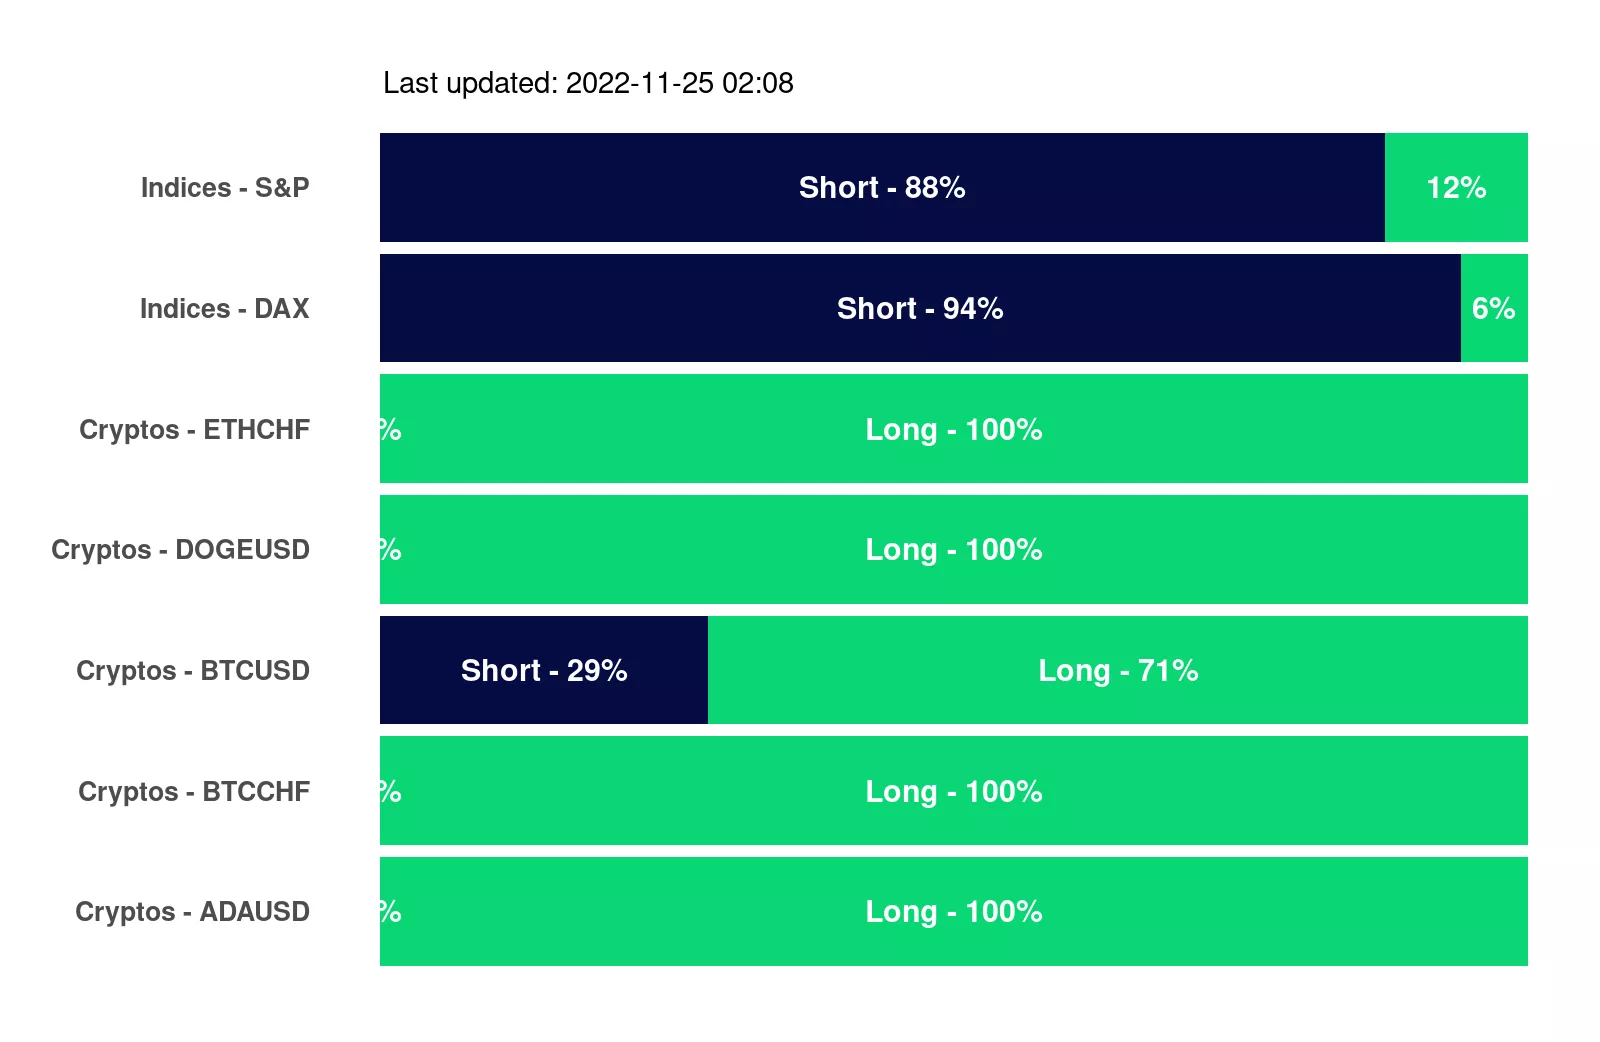 Last updated: 2022-11-25 02:08
Indices - S&P Short - 88% 12%
Indices - DAX Short - 94% 6%
Cryptos - ETHCHF % Long - 100%
Cryptos - DOGEUSD % Long - 100%
Cryptos - BTCUSD Short - 29% Long - 71%
Cryptos - BTCCHF % Long - 100%
Cryptos - ADAUSD % Long - 100%